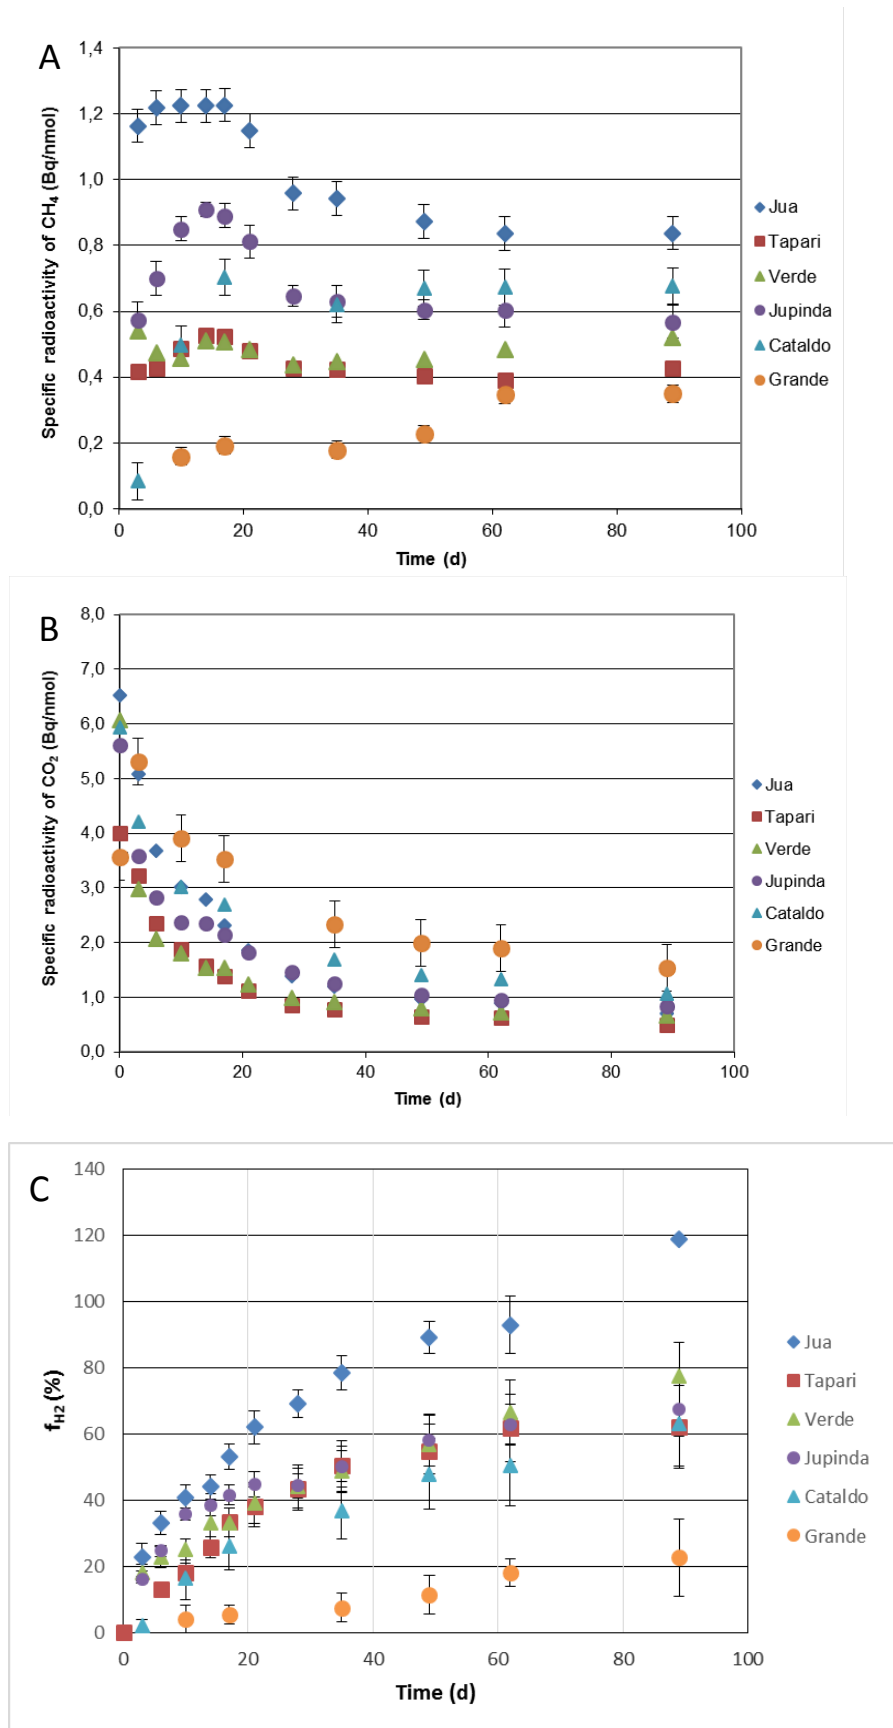 A
Specific radioactivity of CH4 (Bq/nmol)
1,4
1,2
1,0
0,8
0,6
0,4
0,2
0,0
0 20 40 60 80 100
Time (d)
Jua
Tapari
Verde
Jupinda
Cataldo
Grande
B
Specific radioactivity of CO2 (Bq/nmol)
8,0
7,0
6,0
5,0
4,0
3,0
2,0
1,0
0,0
0 20 40 60 80 100
Time (d)
Jua
Tapari
Verde
Jupinda
Cataldo
Grande
C
fH2 (%)
140
120
100
80
60
40
20
0
0 20 40 60 80 100
Time (d)
Jua
Tapari
Verde
Jupinda
Cataldo
Grande